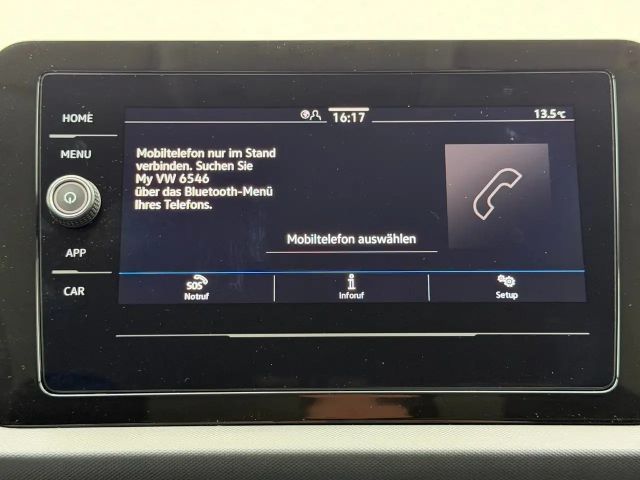 HOME
MENU
APP
CAR
16:17
13.5°C
Mobiltelefon nur im Stand
verbinden. Suchen Sie
My VW 6546
über das Bluetooth-Menü
Ihres Telefons.
Mobiltelefon auswählen
SOS
Notruf
i
Inforuf
Setup